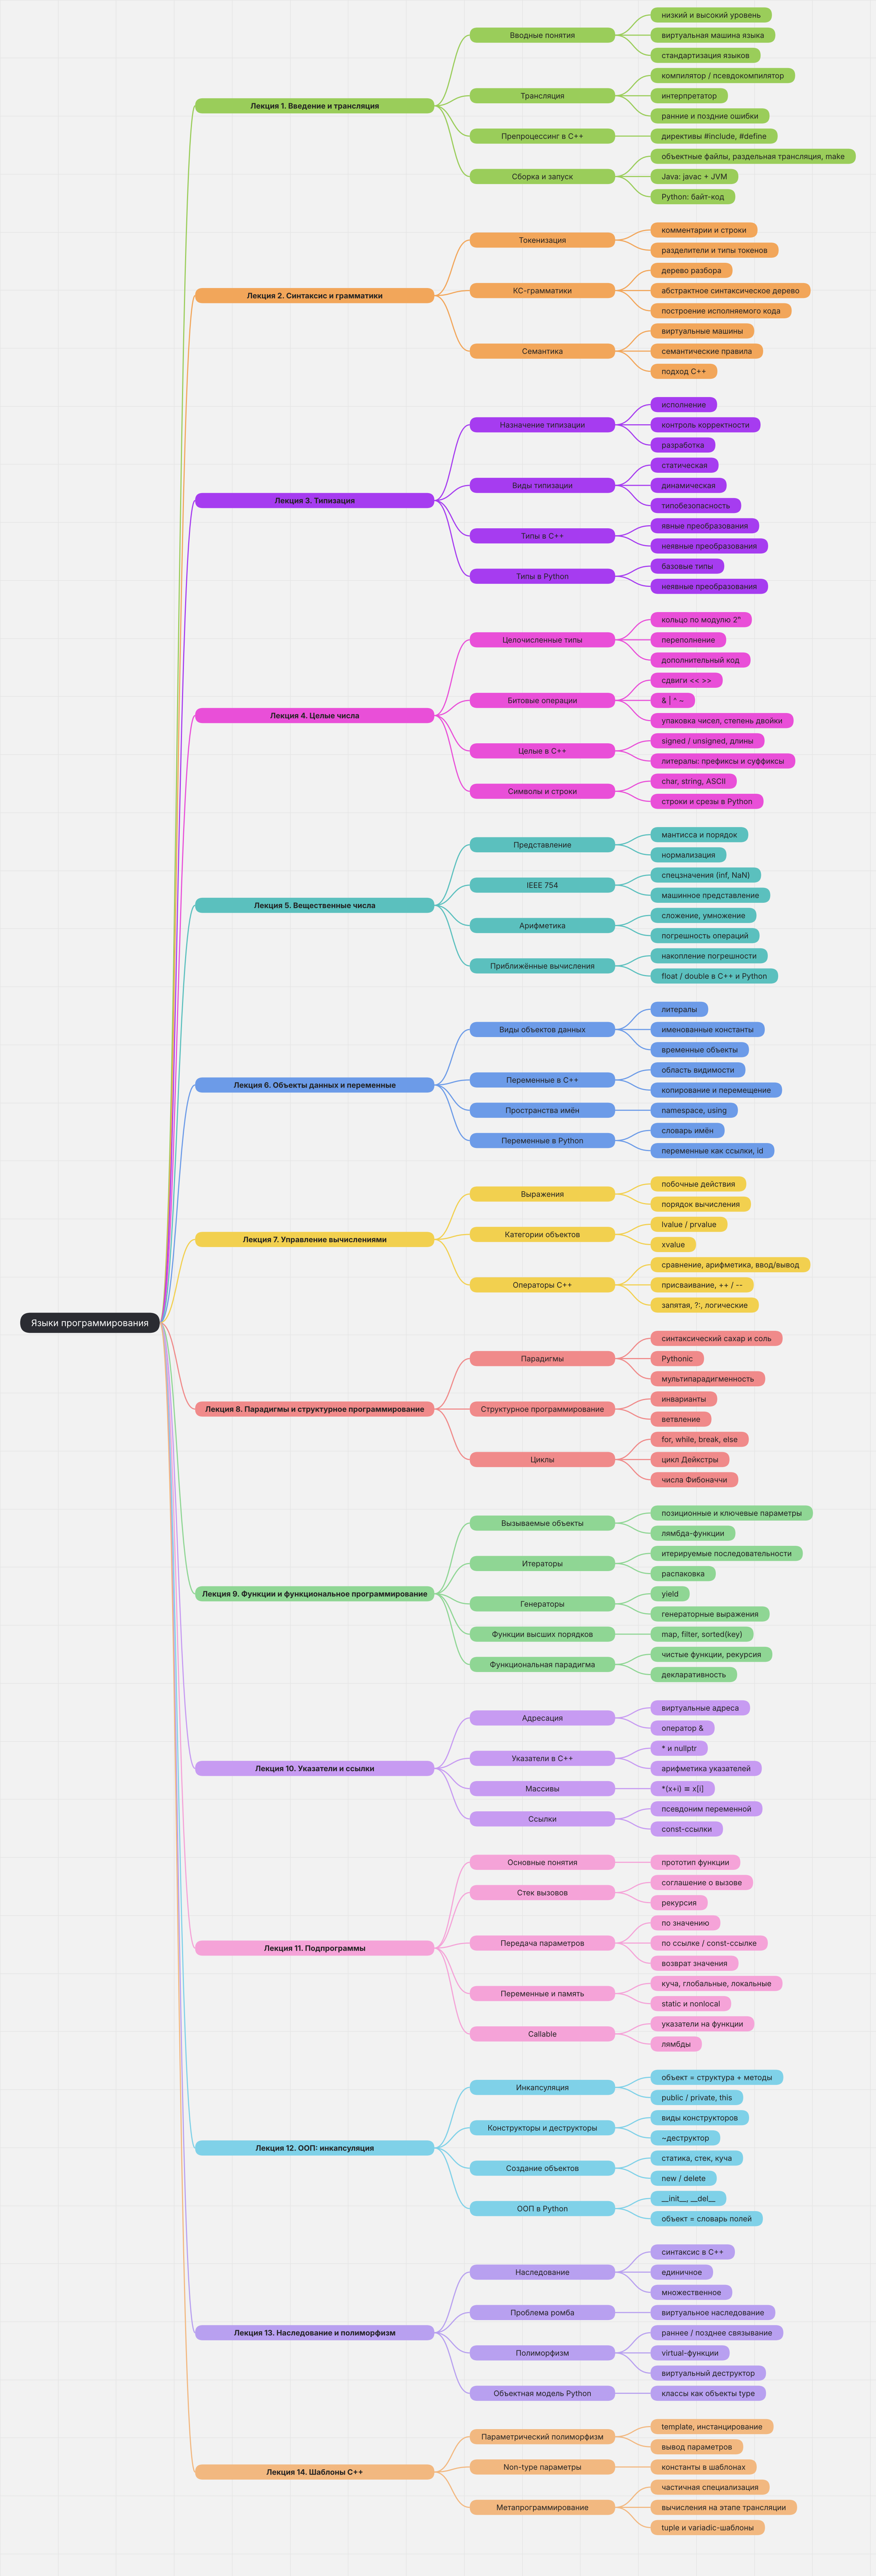 Языки программирования
Лекция 1. Введение и трансляция
Вводные понятия
низкий и высокий уровень
виртуальная машина языка
стандартизация языков
Трансляция
компилятор / псевдокомпилятор
интерпретатор
ранние и поздние ошибки
Препроцессинг в C++
директивы #include, #define
Сборка и запуск
объектные файлы, раздельная трансляция, make
Java: javac + JVM
Python: байт-код
Лекция 2. Синтаксис и грамматики
Токенизация
комментарии и строки
разделители и типы токенов
КС-грамматики
дерево разбора
абстрактное синтаксическое дерево
построение исполняемого кода
Семантика
виртуальные машины
семантические правила
подход C++
Лекция 3. Типизация
Назначение типизации
исполнение
контроль корректности
разработка
Виды типизации
статическая
динамическая
типобезопасность
Типы в C++
явные преобразования
неявные преобразования
Типы в Python
базовые типы
неявные преобразования
Лекция 4. Целые числа
Целочисленные типы
кольцо по модулю 2ⁿ
переполнение
дополнительный код
Битовые операции
сдвиги << >>
& | ^ ~
упаковка чисел, степень двойки
Целые в C++
signed / unsigned, длины
литералы: префиксы и суффиксы
Символы и строки
char, string, ASCII
строки и срезы в Python
Лекция 5. Вещественные числа
Представление
мантисса и порядок
нормализация
IEEE 754
спецзначения (inf, NaN)
машинное представление
Арифметика
сложение, умножение
погрешность операций
Приближённые вычисления
накопление погрешности
float / double в C++ и Python
Лекция 6. Объекты данных и переменные
Виды объектов данных
литералы
именованные константы
временные объекты
Переменные в C++
область видимости
копирование и перемещение
Пространства имён
namespace, using
Переменные в Python
словарь имён
переменные как ссылки, id
Лекция 7. Управление вычислениями
Выражения
побочные действия
порядок вычисления
Категории объектов
lvalue / prvalue
xvalue
Операторы C++
сравнение, арифметика, ввод/вывод
присваивание, ++ / --
запятая, ?:, логические
Лекция 8. Парадигмы и структурное программирование
Парадигмы
синтаксический сахар и соль
Pythonic
мультипарадигменность
Структурное программирование
инварианты
ветвление
Циклы
for, while, break, else
цикл Дейкстры
числа Фибоначчи
Лекция 9. Функции и функциональное программирование
Вызываемые объекты
позиционные и ключевые параметры
лямбда-функции
Итераторы
итерируемые последовательности
распаковка
Генераторы
yield
генераторные выражения
Функции высших порядков
map, filter, sorted(key)
Функциональная парадигма
чистые функции, рекурсия
декларативность
Лекция 10. Указатели и ссылки
Адресация
виртуальные адреса
оператор &
Указатели в C++
* и nullptr
арифметика указателей
Массивы
*(x+i) ≡ x[i]
Ссылки
псевдоним переменной
const-ссылки
Лекция 11. Подпрограммы
Основные понятия
прототип функции
Стек вызовов
соглашение о вызове
рекурсия
Передача параметров
по значению
по ссылке / const-ссылке
возврат значения
Переменные и память
куча, глобальные, локальные
static и nonlocal
Callable
указатели на функции
лямбды
Лекция 12. ООП: инкапсуляция
Инкапсуляция
объект = структура + методы
public / private, this
Конструкторы и деструкторы
виды конструкторов
~деструктор
Создание объектов
статика, стек, куча
new / delete
ООП в Python
__init__, __del__
объект = словарь полей
Лекция 13. Наследование и полиморфизм
Наследование
синтаксис в C++
единичное
множественное
Проблема ромба
виртуальное наследование
Полиморфизм
раннее / позднее связывание
virtual-функции
виртуальный деструктор
Объектная модель Python
классы как объекты type
Лекция 14. Шаблоны C++
Параметрический полиморфизм
template, инстанцирование
вывод параметров
Non-type параметры
константы в шаблонах
Метапрограммирование
частичная специализация
вычисления на этапе трансляции
tuple и variadic-шаблоны